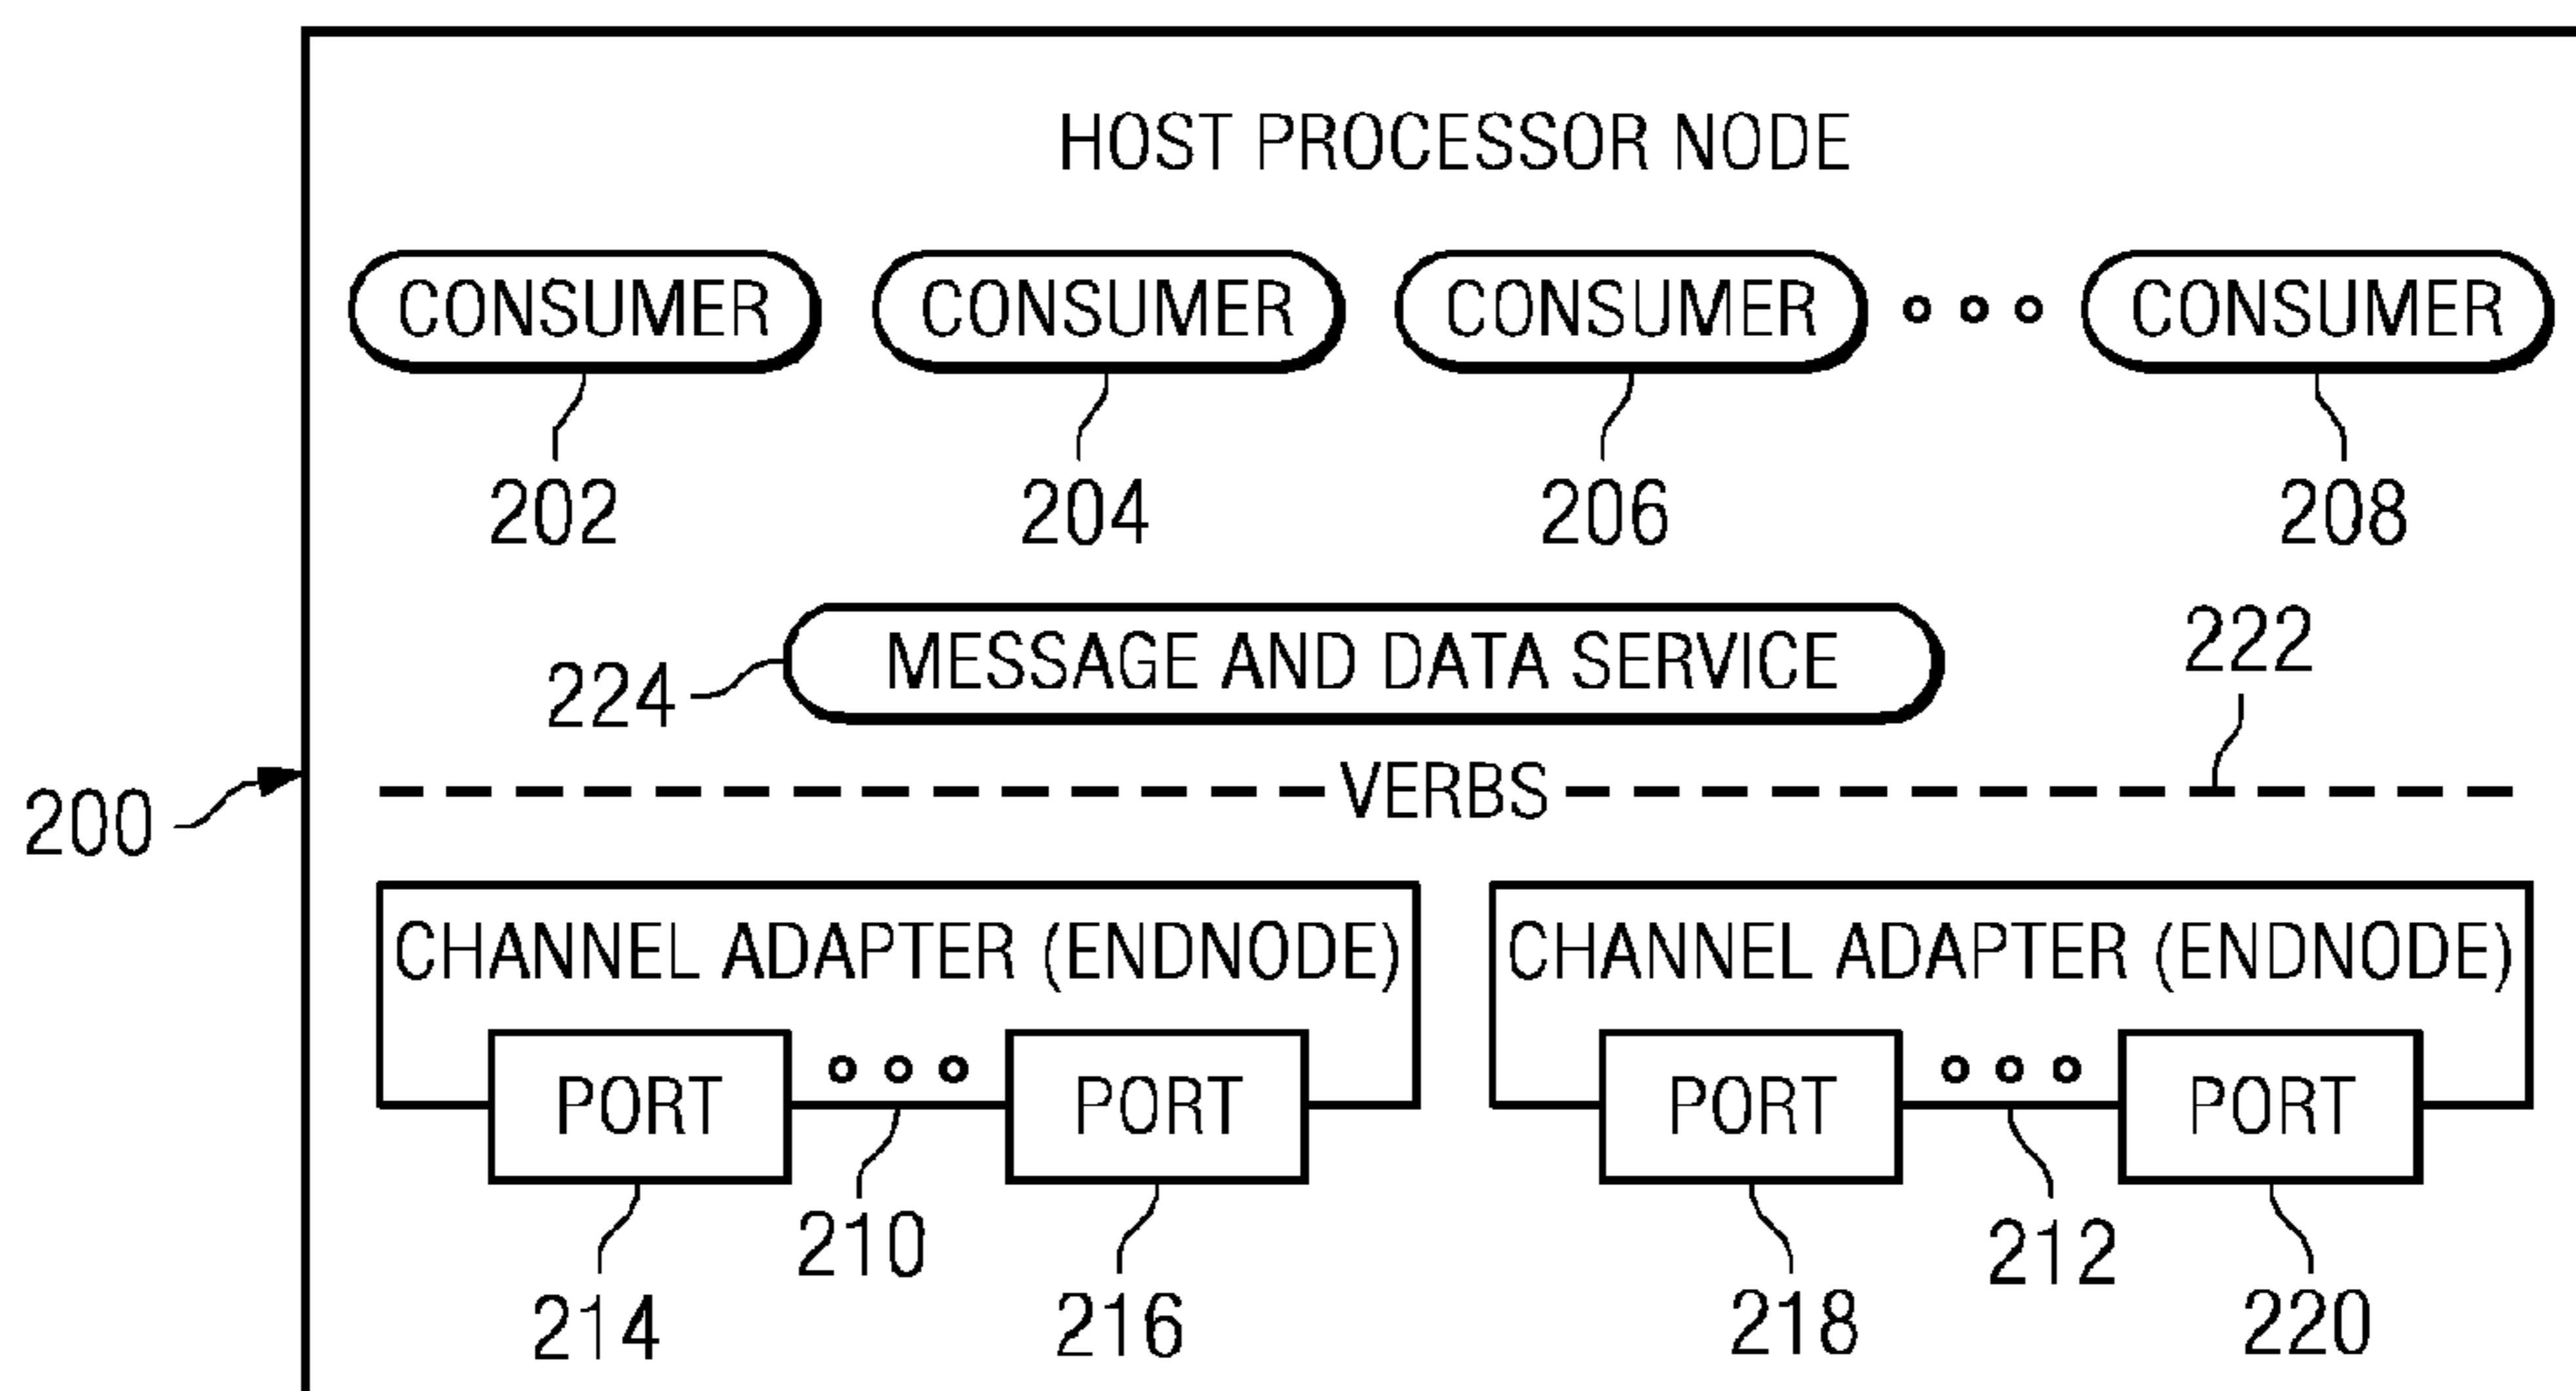 HOST PROCESSOR NODE
CONSUMER CONSUMER CONSUMER CONSUMER
202 204 206 208
222
MESSAGE AND DATA SERVICE
224
VERBS
200
CHANNEL ADAPTER (ENDNODE) CHANNEL ADAPTER (ENDNODE)
PORT PORT PORT PORT
210 212
214 216 218 220